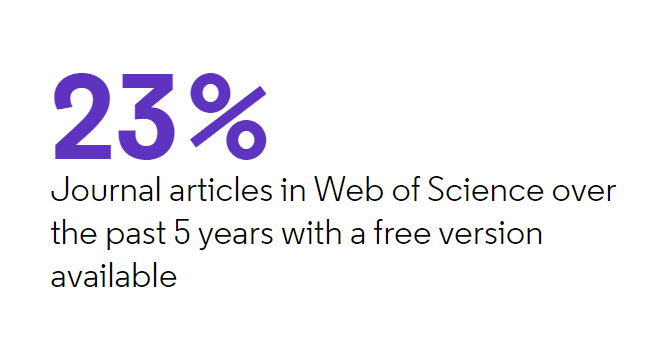 23%
Journal articles in Web of Science over
the past 5 years with a free version
available